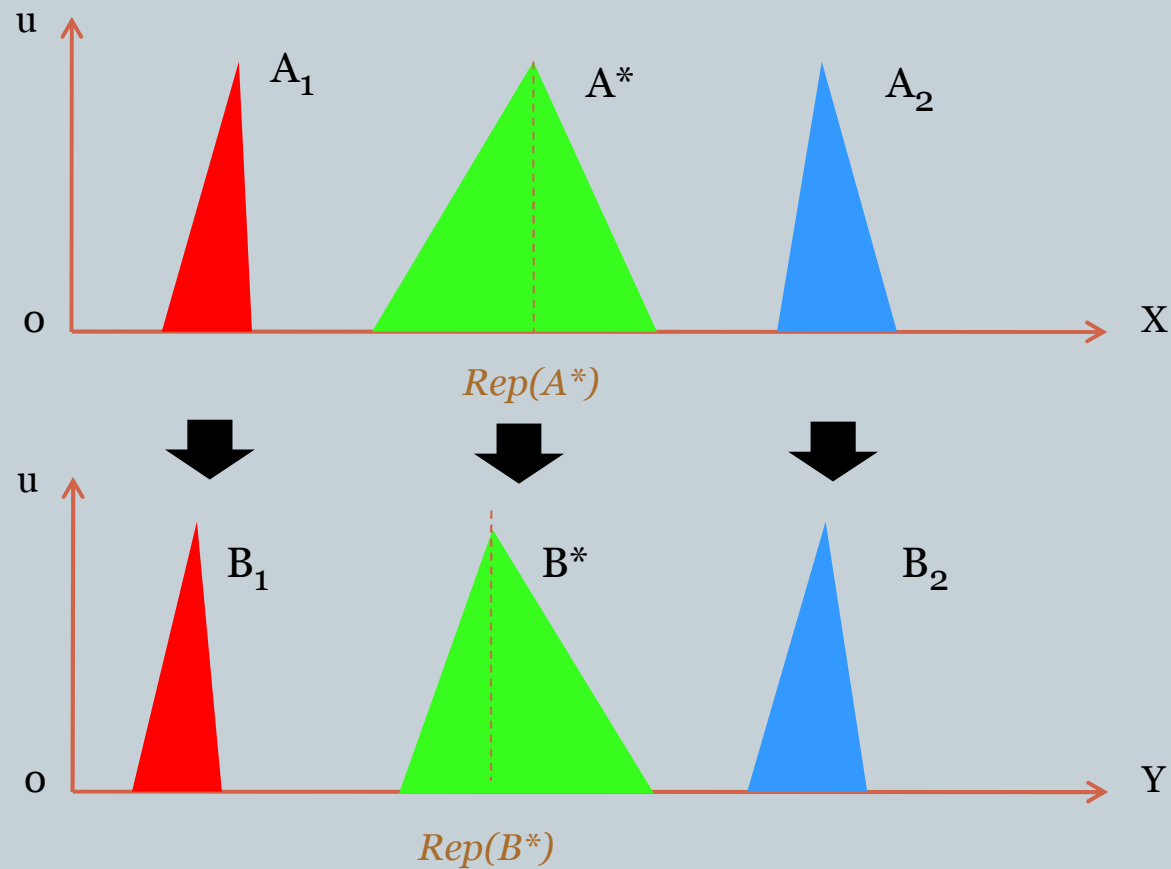 u
A₁
A*
A₂
o
X
Rep(A*)
u
B₁
B*
B₂
o
Y
Rep(B*)